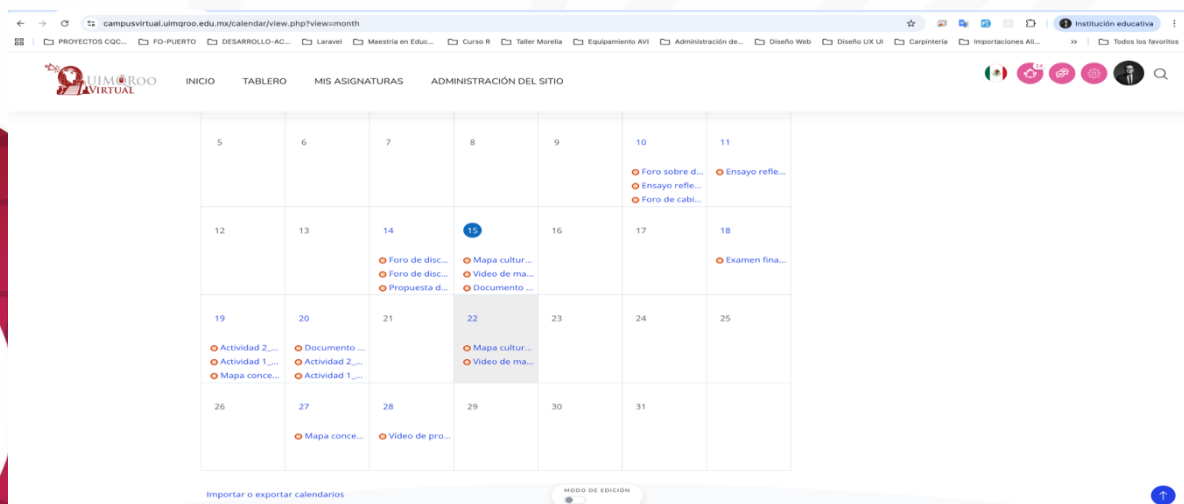 campusvirtual.uimqroo.edu.mx/calendar/view.php?view=month
Institución educativa
PROYECTOS CQC... FO-PUERTO DESARROLLO-AC... Laravel Maestria en Educ... Curso R Taller Morelia Equipamiento AVI Administración de... Diseño Web Diseño UX UI Carpinteria Importaciones Ali... Todos los favoritos
UIMQROO
VIRTUAL
INICIO TABLERO MIS ASIGNATURAS ADMINISTRACIÓN DEL SITIO
5 6 7 8 9 10 11
Foro sobre d... Ensayo refle...
Ensayo refle...
Foro de cabi...
12 13 14 15 16 17 18
Foro de disc... Mapa cultur... Examen fina...
Foro de disc... Video de ma...
Propuesta d... Documento ...
19 20 21 22 23 24 25
Actividad 2_... Documento ... Mapa cultur...
Actividad 1_... Actividad 2_... Video de ma...
Mapa conce... Actividad 1_...
26 27 28 29 30 31
Mapa conce... Vídeo de pro...
Importar o exportar calendarios
MODO DE EDICIÓN